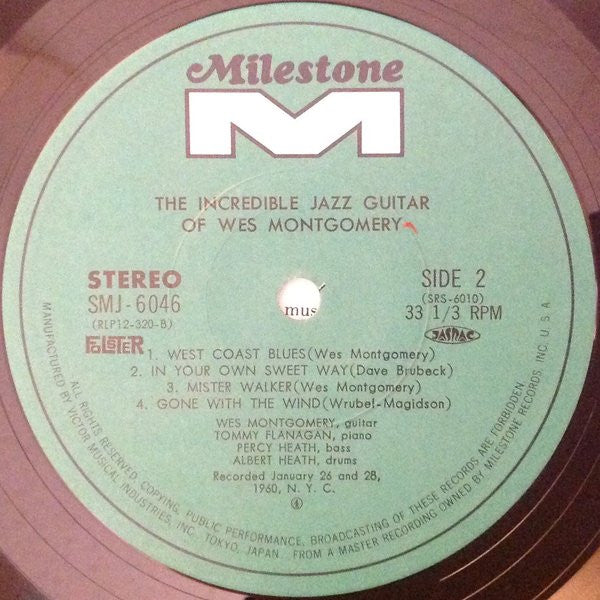 Milestone
M
THE INCREDIBLE JAZZ GUITAR
OF WES MONTGOMERY
STEREO
SMJ-6046
(RLP12-320-B)
SIDE 2
(SRS-6010)
33 1/3 RPM
mus
POLISTER
JASRAC
1. WEST COAST BLUES(Wes Montgomery)
2. IN YOUR OWN SWEET WAY(Dave Brubeck)
3. MISTER WALKER(Wes Montgomery)
4. GONE WITH THE WIND(Wrubel-Magidson)
WES MONTGOMERY, guitar
TOMMY FLANAGAN, piano
PERCY HEATH, bass
ALBERT HEATH, drums
Recorded January 26 and 28,
1960, N. Y. C.
4
MANUFACTURED BY VICTOR MUSICAL INDUSTRIES, INC. TOKYO, JAPAN. FROM A MASTER RECORDING OWNED BY MILESTONE RECORDS, INC. U.S.A.
ALL RIGHTS RESERVED. COPYING, PUBLIC PERFORMANCE, BROADCASTING OF THESE RECORDS ARE FORBIDDEN.